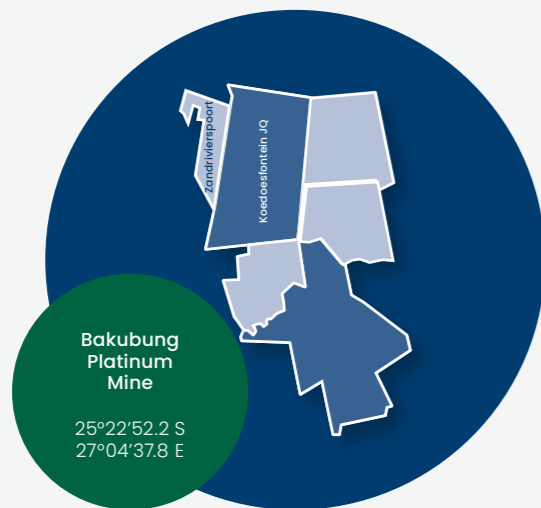 Zandrivierspoort
Koedoesfontein JQ
Bakubung
Platinum
Mine
25°22’52.2 S
27°04’37.8 E